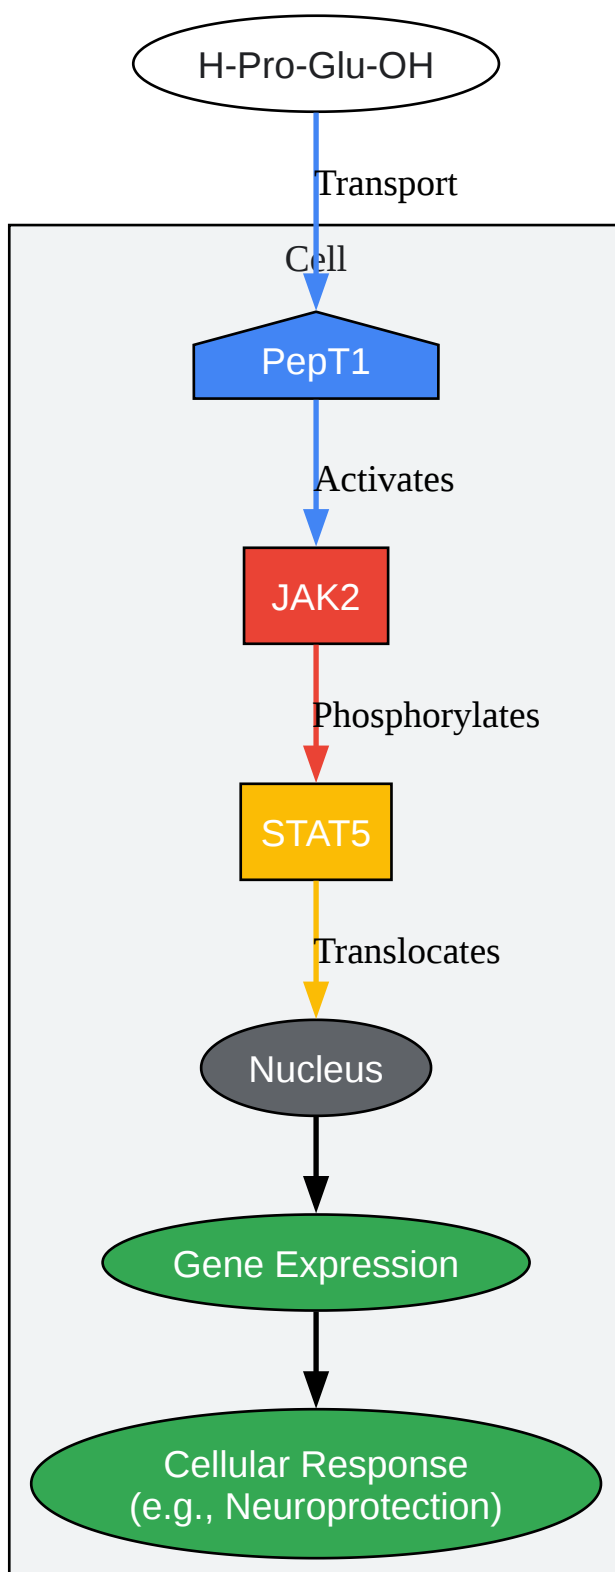 H-Pro-Glu-OH
Transport
Cell
PepT1
Activates
JAK2
Phosphorylates
STAT5
Translocates
Nucleus
Gene Expression
Cellular Response
(e.g., Neuroprotection)